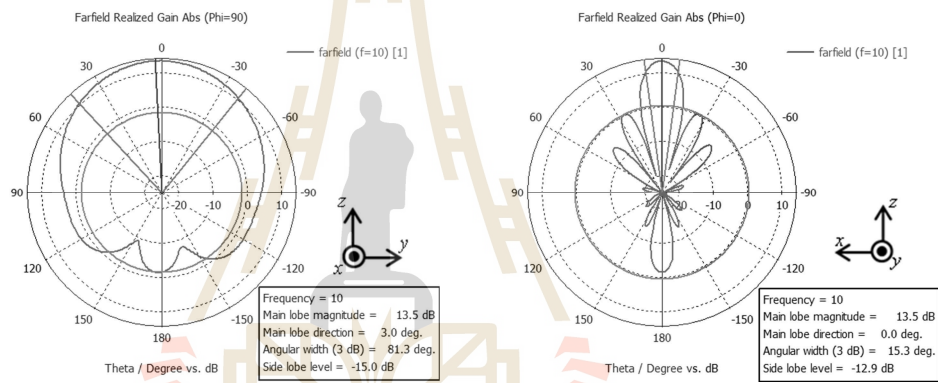 Farfield Realized Gain Abs (Phi=90)
0
farfield (f=10) [1]
30
-30
60
-60
90
-20
0
10
-90
120
-120
150
-150
180
Theta / Degree vs. dB
z
y
x
Frequency = 10
Main lobe magnitude = 13.5 dB
Main lobe direction = 3.0 deg.
Angular width (3 dB) = 81.3 deg.
Side lobe level = -15.0 dB
Farfield Realized Gain Abs (Phi=0)
0
farfield (f=10) [1]
30
-30
60
-60
90
-20
-10
0
10
-90
120
-120
150
-150
180
Theta / Degree vs. dB
z
x
y
Frequency = 10
Main lobe magnitude = 13.5 dB
Main lobe direction = 0.0 deg.
Angular width (3 dB) = 15.3 deg.
Side lobe level = -12.9 dB